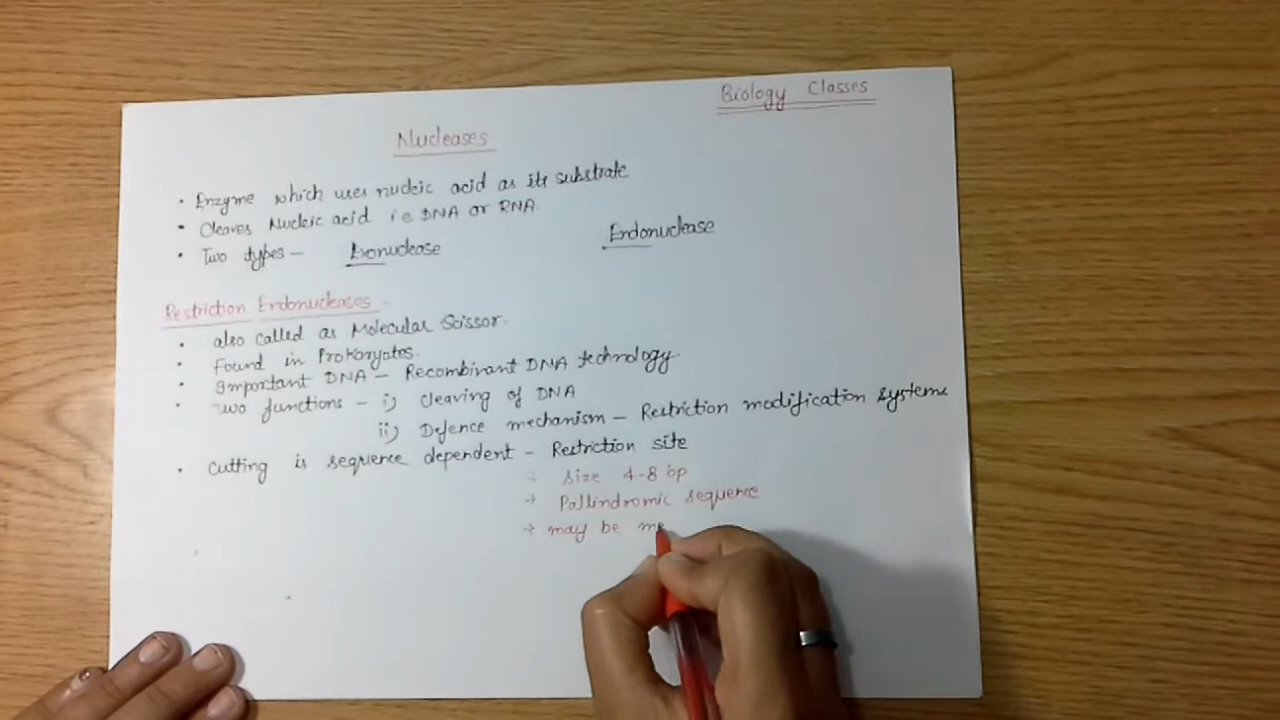 Biology Classes
Nucleases
• Enzyme which uses nucleic acid as its substrate
• Cleaves Nucleic acid i.e DNA or RNA.
• Two types – Exonuclease Endonuclease
Restriction Endonucleases -
• also called as Molecular Scissor.
• Found in Prokaryotes.
• Important DNA – Recombinant DNA technology.
• Two functions – i) cleaving of DNA
ii) Defence mechanism – Restriction modification systems
• Cutting is sequence dependent – Restriction site
→ Size 4-8 bp
→ Pallindromic sequence
→ may be me